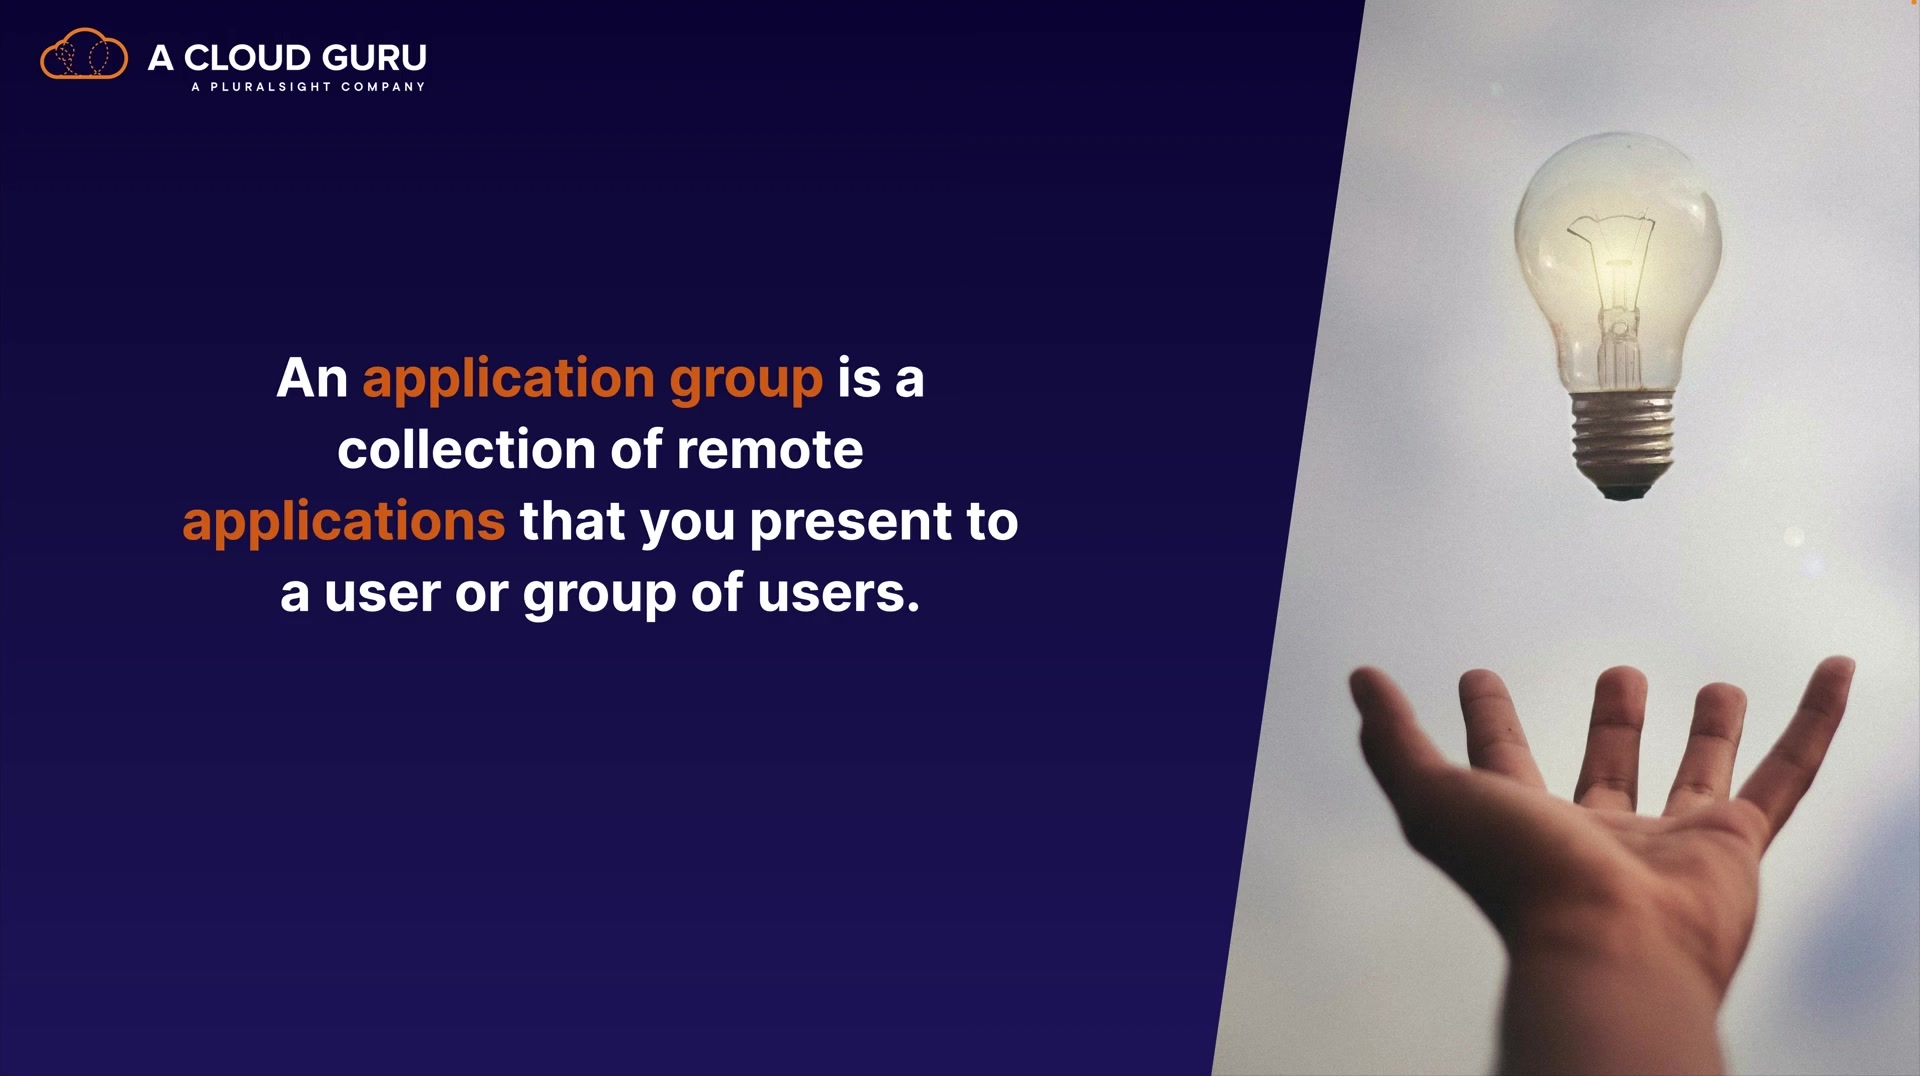 A CLOUD GURU
A PLURALSIGHT COMPANY
An application group is a
collection of remote
applications that you present to
a user or group of users.